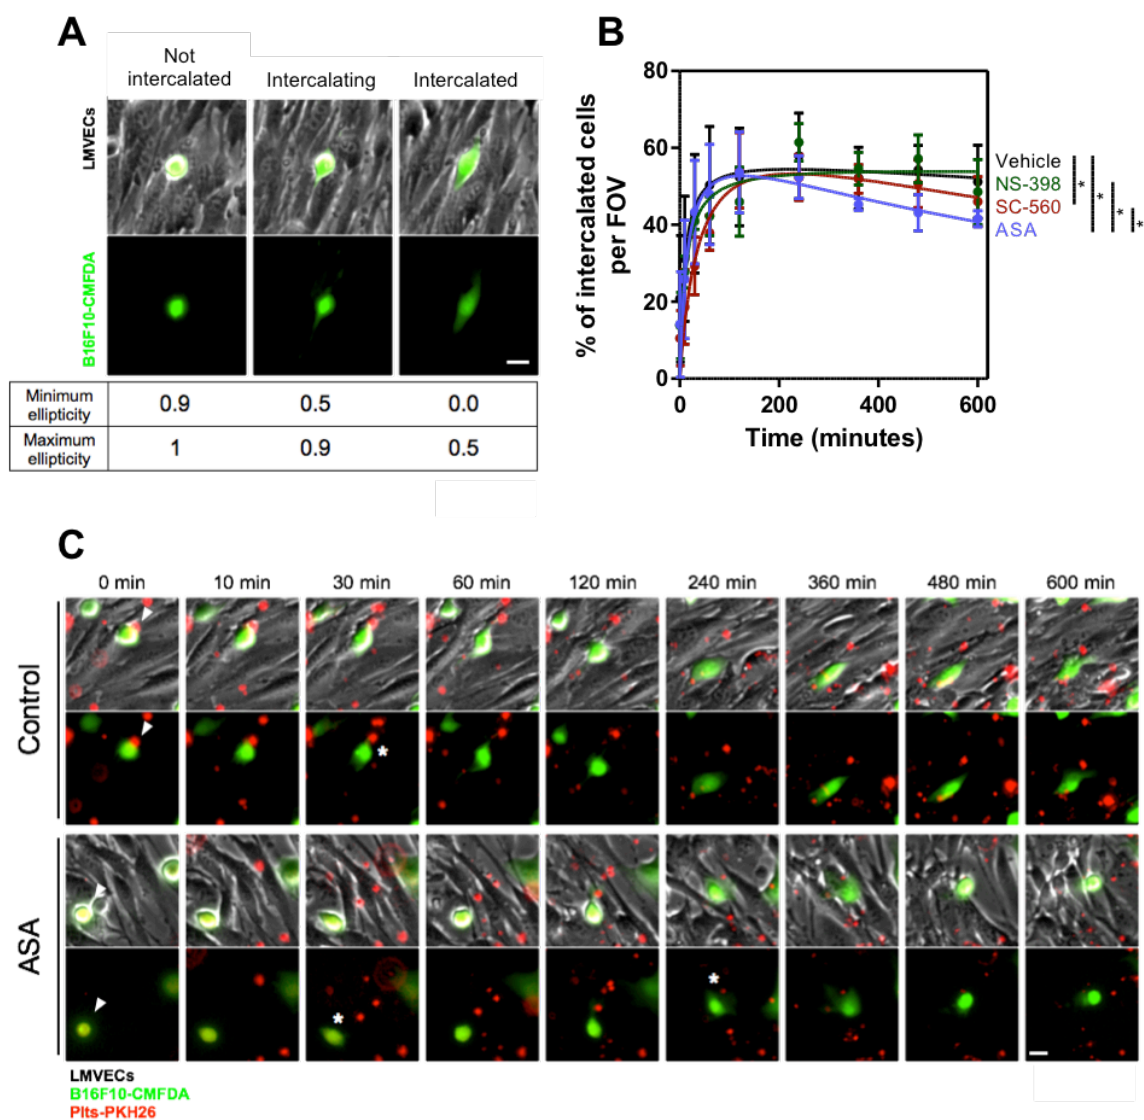 A
Not
intercalated
Intercalating
Intercalated
LMVECs
B16F10-CMFDA
Minimum
ellipticity
0.9
0.5
0.0
Maximum
ellipticity
1
0.9
0.5
B
% of intercalated cells
per FOV
80
60
40
20
0
0
200
400
600
Time (minutes)
Vehicle
NS-398
SC-560
ASA
*
*
*
*
C
0 min
10 min
30 min
60 min
120 min
240 min
360 min
480 min
600 min
Control
*
ASA
*
*
LMVECs
B16F10-CMFDA
Plts-PKH26